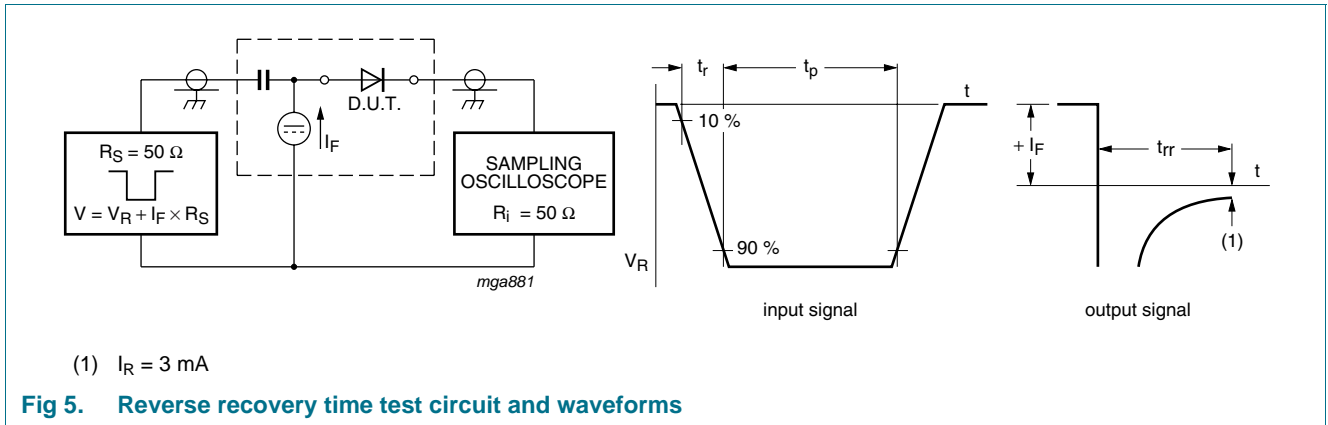 D.U.T.
I_F
R_S = 50 Ω
V = V_R + I_F × R_S
SAMPLING
OSCILLOSCOPE
R_i = 50 Ω
mga881
t_r
t_p
t
10 %
90 %
V_R
input signal
+ I_F
t_rr
t
(1)
output signal
(1) I_R = 3 mA
Fig 5. Reverse recovery time test circuit and waveforms